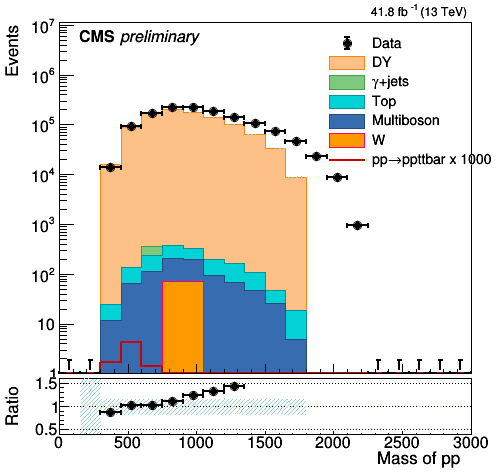 41.8 fb⁻¹ (13 TeV)
CMS preliminary
Events
10⁷
10⁶
10⁵
10⁴
10³
10²
10
1
Data
DY
γ+jets
Top
Multiboson
W
pp→ppttbar x 1000
Ratio
1.5
1
0.5
0 500 1000 1500 2000 2500 3000
Mass of pp